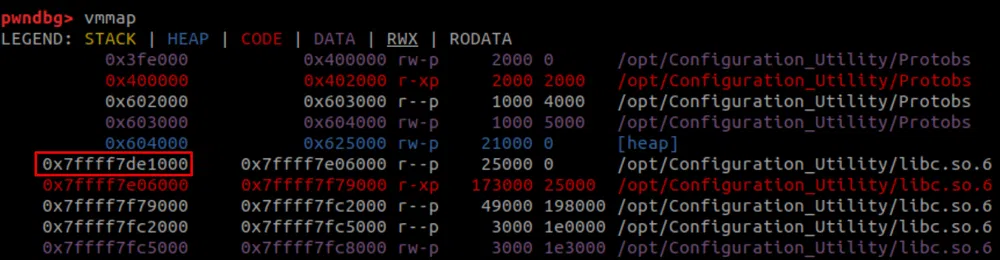 pwndbg> vmmap
LEGEND: STACK | HEAP | CODE | DATA | RWX | RODATA
0x3fe000 0x400000 rw-p 2000 0 /opt/Configuration_Utility/Protobs
0x400000 0x402000 r-xp 2000 2000 /opt/Configuration_Utility/Protobs
0x602000 0x603000 r--p 1000 4000 /opt/Configuration_Utility/Protobs
0x603000 0x604000 rw-p 1000 5000 /opt/Configuration_Utility/Protobs
0x604000 0x625000 rw-p 21000 0 [heap]
0x7ffff7de1000 0x7ffff7e06000 r--p 25000 0 /opt/Configuration_Utility/libc.so.6
0x7ffff7e06000 0x7ffff7f79000 r-xp 173000 25000 /opt/Configuration_Utility/libc.so.6
0x7ffff7f79000 0x7ffff7fc2000 r--p 49000 198000 /opt/Configuration_Utility/libc.so.6
0x7ffff7fc2000 0x7ffff7fc5000 r--p 3000 1e0000 /opt/Configuration_Utility/libc.so.6
0x7ffff7fc5000 0x7ffff7fc8000 rw-p 3000 1e3000 /opt/Configuration_Utility/libc.so.6